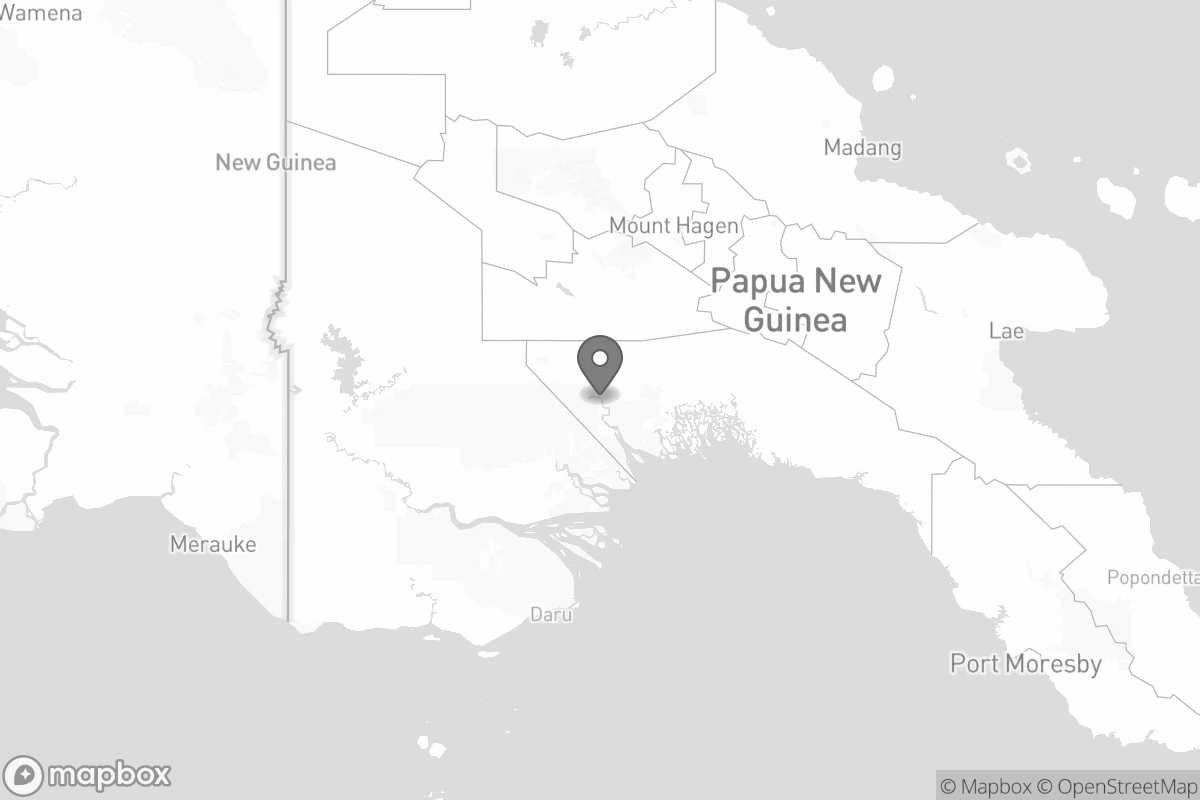 Wamena
Madang
New Guinea
Mount Hagen
Papua New
Guinea
Lae
Merauke
Popondetta
Daru
Port Moresby
mapbox
© Mapbox © OpenStreetMap